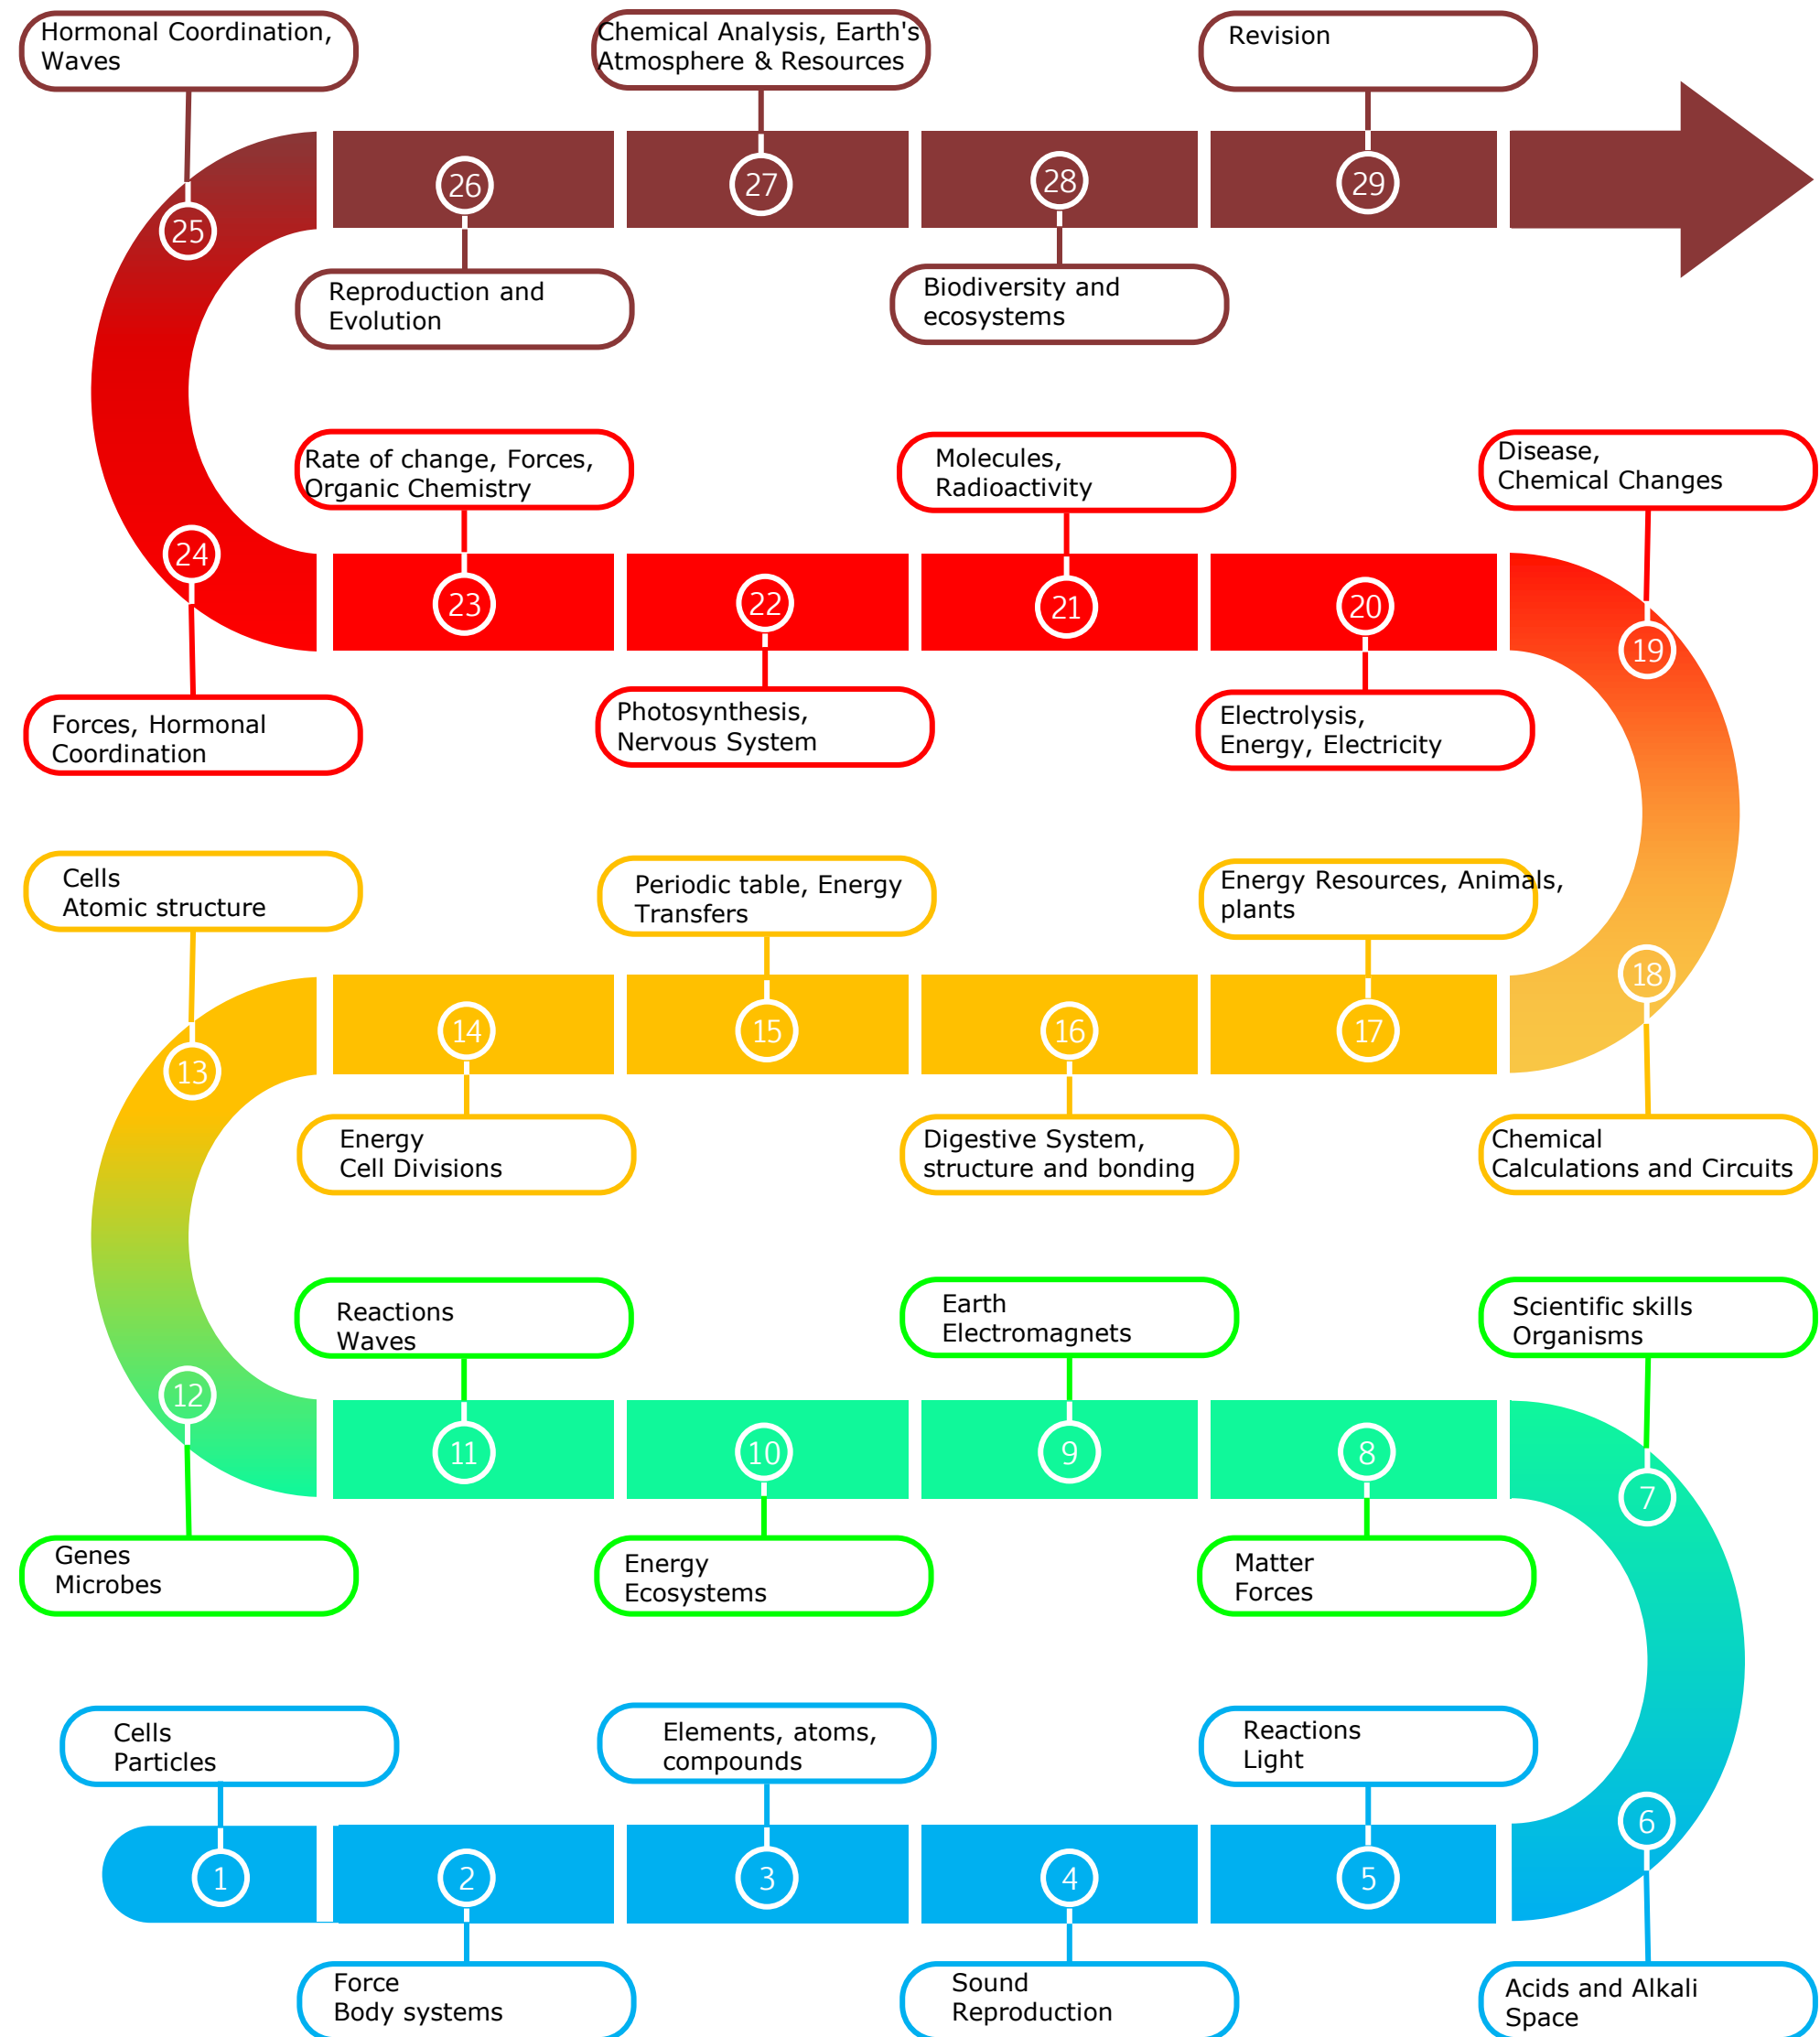 Hormonal Coordination,
Waves
Chemical Analysis, Earth's
Atmosphere & Resources
Revision
26
27
28
29
25
Reproduction and
Evolution
Biodiversity and
ecosystems
Rate of change, Forces,
Organic Chemistry
Molecules,
Radioactivity
Disease,
Chemical Changes
24
23
22
21
20
19
Forces, Hormonal
Coordination
Photosynthesis,
Nervous System
Electrolysis,
Energy, Electricity
Cells
Atomic structure
Periodic table, Energy
Transfers
Energy Resources, Animals,
plants
18
13
14
15
16
17
Energy
Cell Divisions
Digestive System,
structure and bonding
Chemical
Calculations and Circuits
Reactions
Waves
Earth
Electromagnets
Scientific skills
Organisms
12
11
10
9
8
7
Genes
Microbes
Energy
Ecosystems
Matter
Forces
Cells
Particles
Elements, atoms,
compounds
Reactions
Light
6
1
2
3
4
5
Force
Body systems
Sound
Reproduction
Acids and Alkali
Space